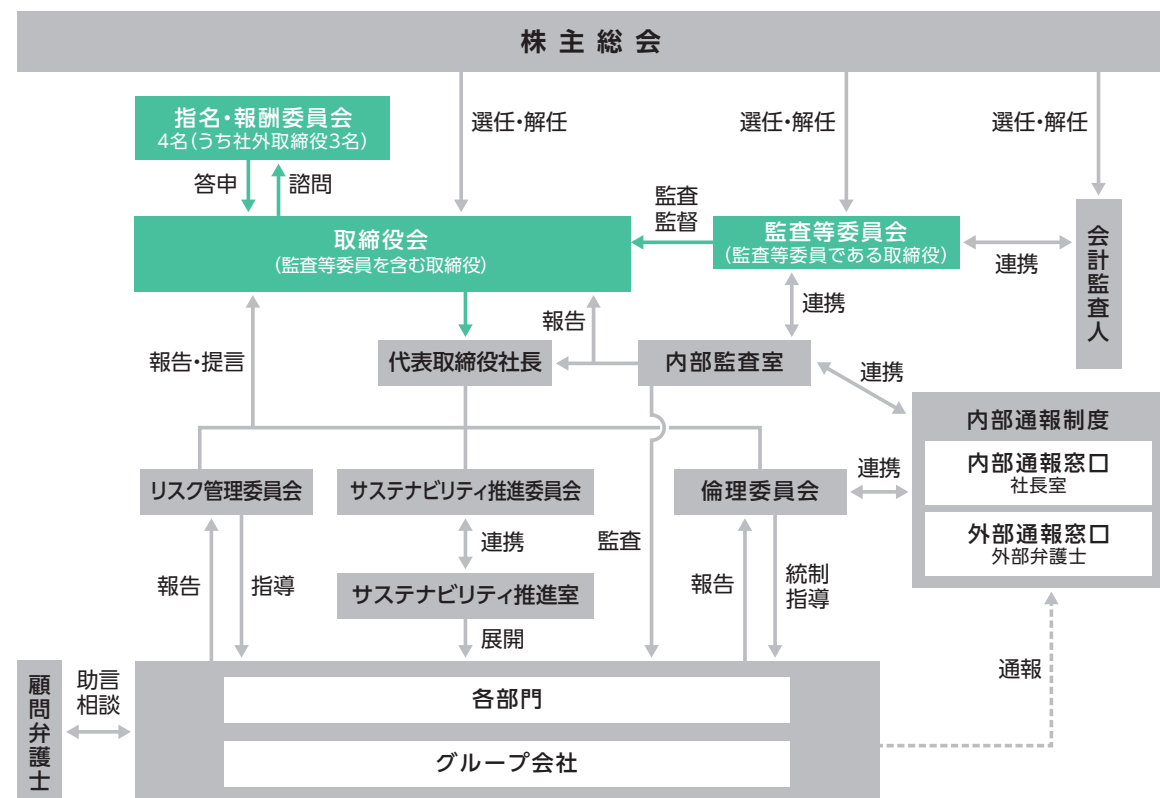 株主総会
指名・報酬委員会
4名(うち社外取締役3名)
選任・解任
選任・解任
選任・解任
答申
諮問
監査
監督
取締役会
(監査等委員を含む取締役)
監査等委員会
(監査等委員である取締役)
連携
会計監査人
連携
報告
報告・提言
代表取締役社長
内部監査室
連携
内部通報制度
内部通報窓口
社長室
外部通報窓口
外部弁護士
リスク管理委員会
サステナビリティ推進委員会
倫理委員会
連携
連携
監査
報告
指導
サステナビリティ推進室
報告
統制
指導
展開
通報
顧問弁護士
助言
相談
各部門
グループ会社